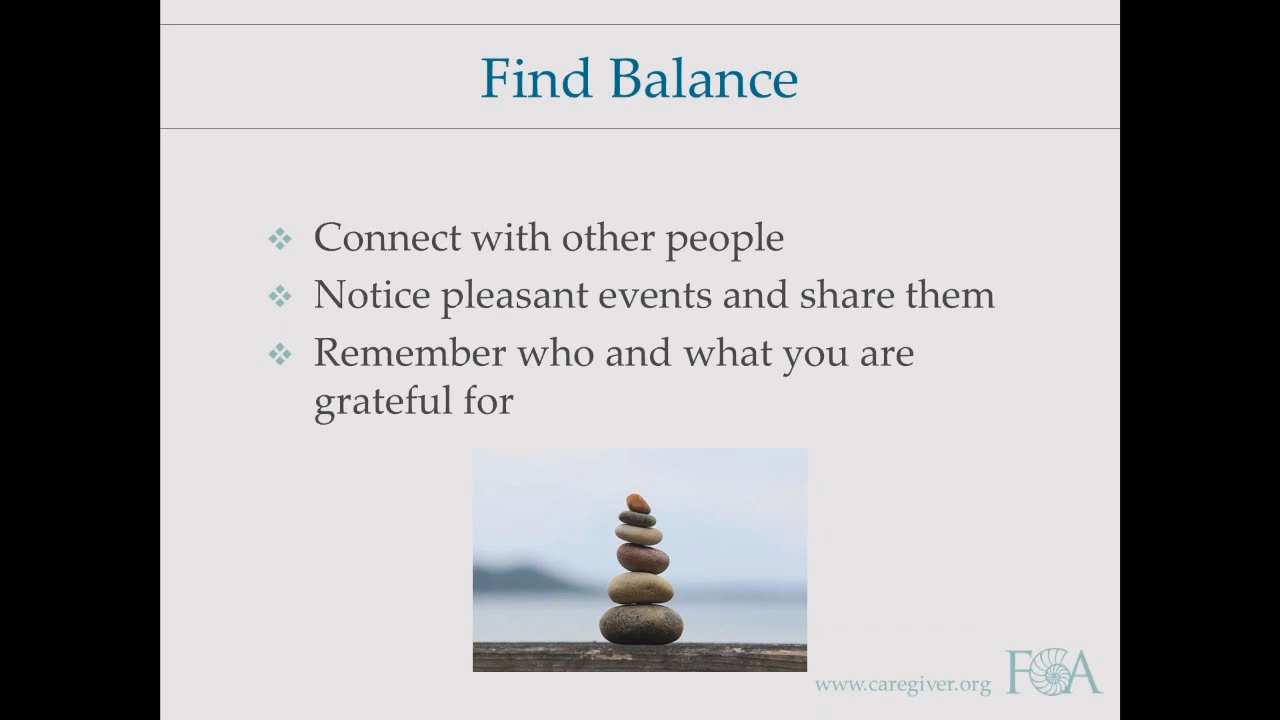 Find Balance
Connect with other people
Notice pleasant events and share them
Remember who and what you are
grateful for
www.caregiver.org FCA